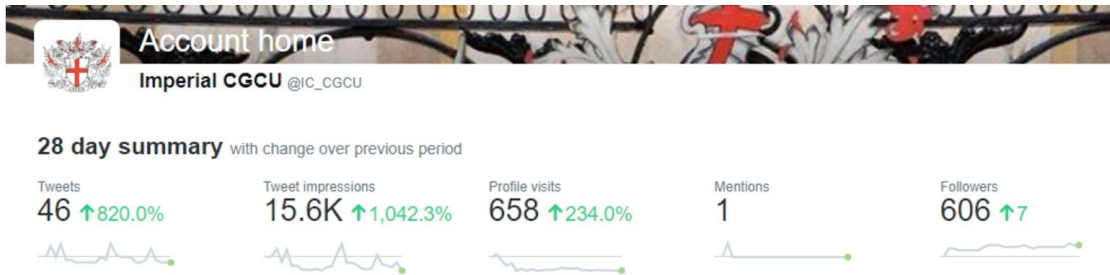 Account home
Imperial CGCU @IC_CGCU
28 day summary with change over previous period
Tweets
46 ↑820.0%
Tweet impressions
15.6K ↑1,042.3%
Profile visits
658 ↑234.0%
Mentions
1
Followers
606 ↑7